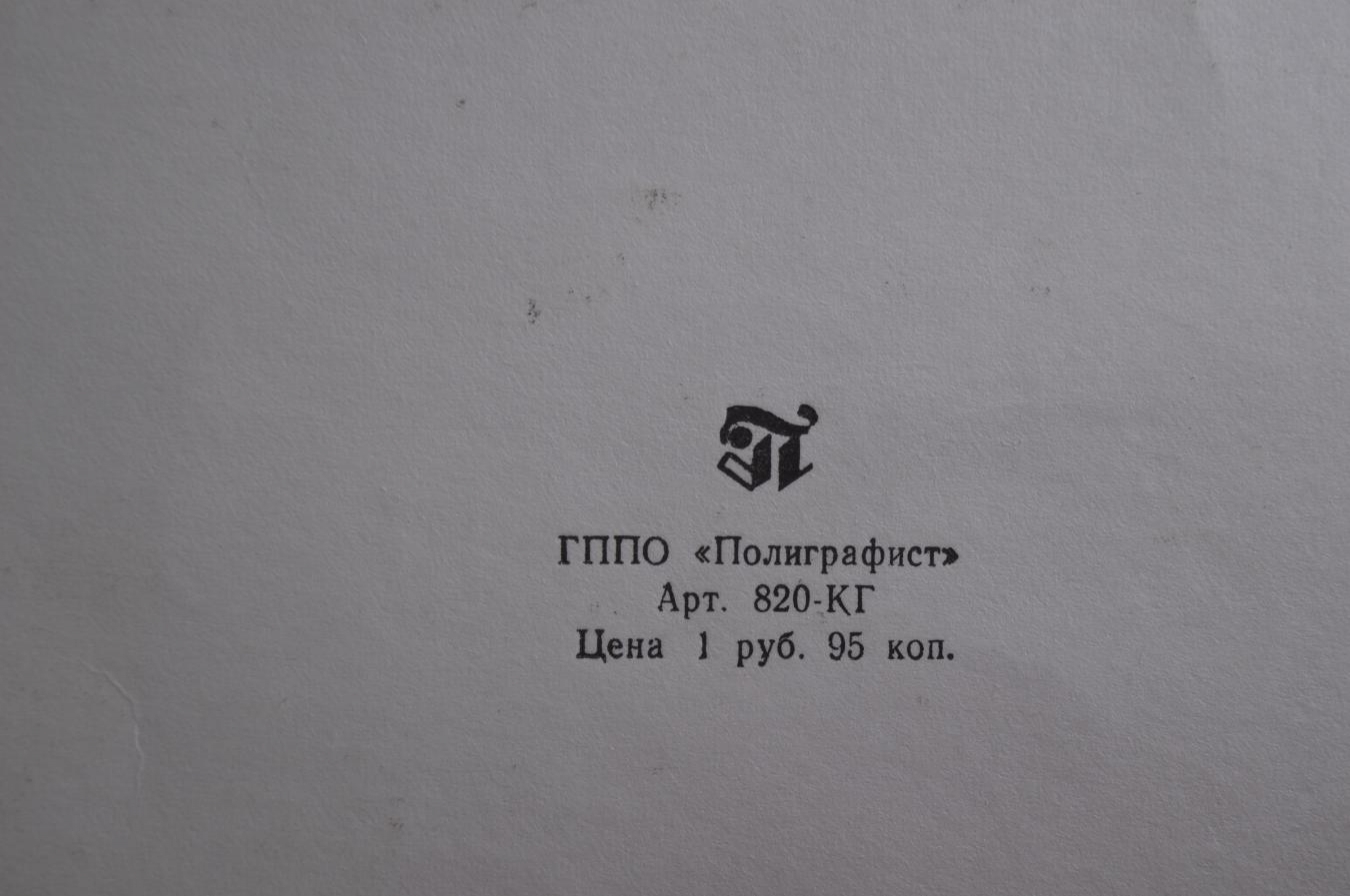 ГППО «Полиграфист»
Арт. 820-КГ
Цена 1 руб. 95 коп.